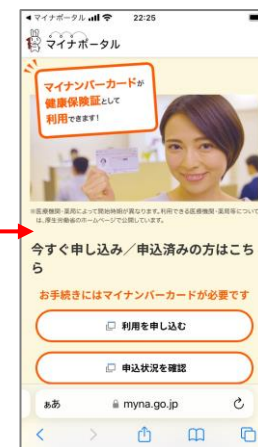 マイナポータル 22:25
マイナポータル
マイナンバーカードが
健康保険証として
利用できます!
※医療機関・薬局によって開始時期が異なります。利用できる医療機関・薬局等につい
は、厚生労働省のホームページで公開しています。
今すぐ申し込み／申込済みの方はこち
ら
お手続きにはマイナンバーカードが必要です
利用を申し込む
申込状況を確認
ぁあ myna.go.jp